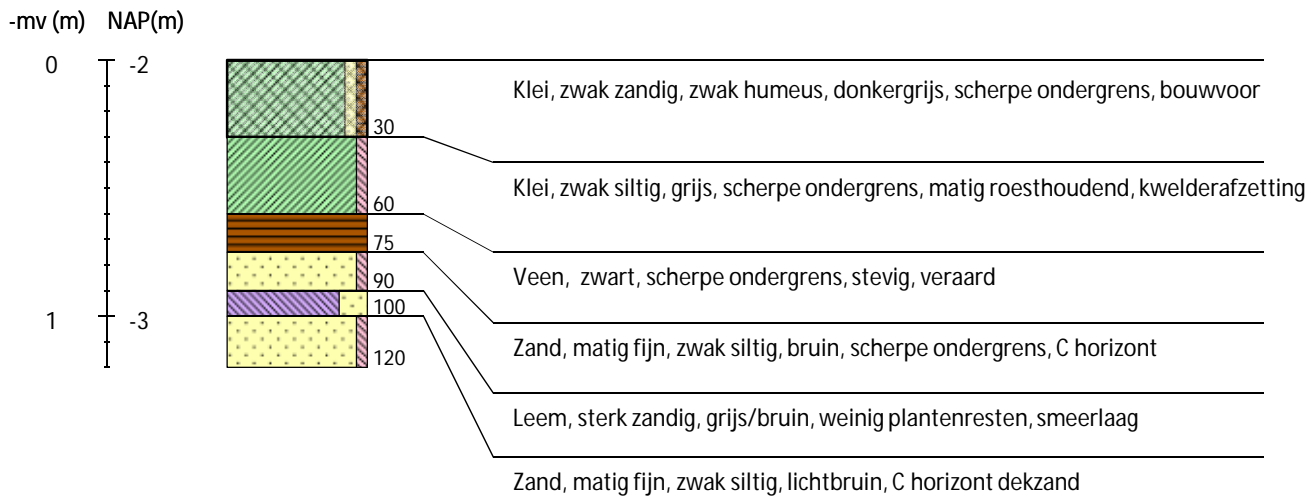 -mv (m) NAP(m)
0 -2
Klei, zwak zandig, zwak humeus, donkergrijs, scherpe ondergrens, bouwvoor
30
Klei, zwak siltig, grijs, scherpe ondergrens, matig roesthoudend, kwelderafzetting
60
75
Veen, zwart, scherpe ondergrens, stevig, veraard
90
100
1 -3
Zand, matig fijn, zwak siltig, bruin, scherpe ondergrens, C horizont
120
Leem, sterk zandig, grijs/bruin, weinig plantenresten, smeerlaag
Zand, matig fijn, zwak siltig, lichtbruin, C horizont dekzand